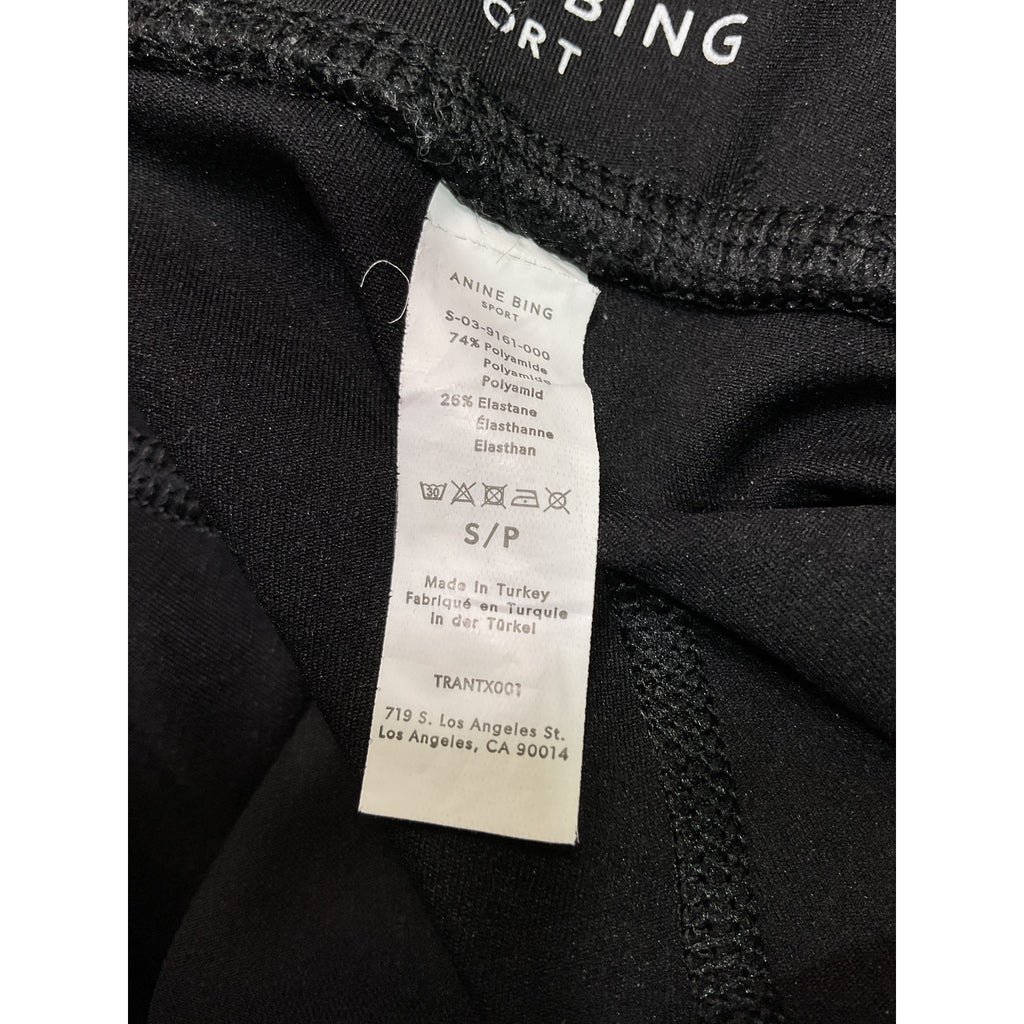 BING
ORT
ANINE BING
SPORT
S-03-9161-000
74% Polyamide
Polyamide
Polyamid
26% Elastane
Élasthanne
Elasthan
30
S/P
Made In Turkey
Fabriqué en Turquie
In der Türkei
TRANTX001
719 S. Los Angeles St.
Los Angeles, CA 90014